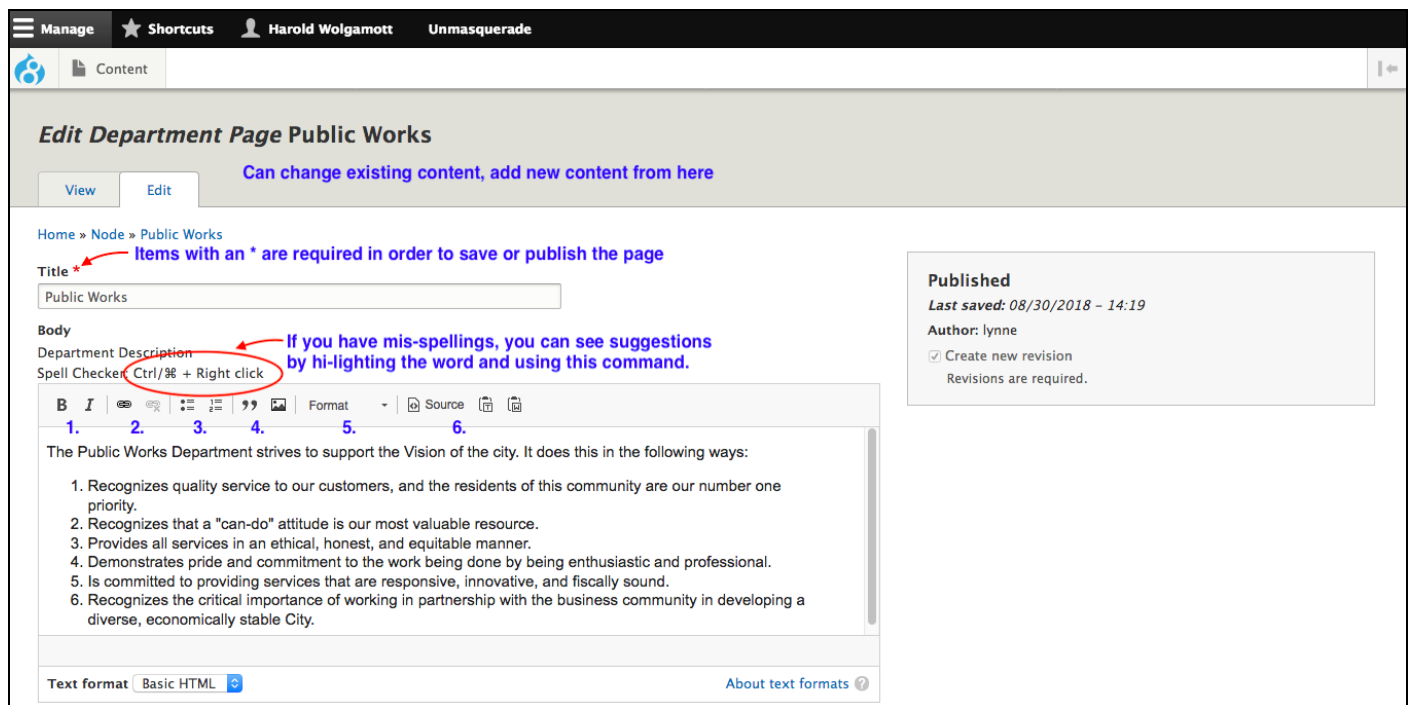 Manage Shortcuts Harold Wolgamott Unmasquerade
Content
Edit Department Page Public Works
Can change existing content, add new content from here
View Edit
Home » Node » Public Works
Items with an * are required in order to save or publish the page
Title *
Public Works
Published
Last saved: 08/30/2018 – 14:19
Author: lynne
Create new revision
Revisions are required.
Body
Department Description
Spell Checker: Ctrl/⌘ + Right click
If you have mis-spellings, you can see suggestions
by hi-lighting the word and using this command.
B I Format Source
1. 2. 3. 4. 5. 6.
The Public Works Department strives to support the Vision of the city. It does this in the following ways:
1. Recognizes quality service to our customers, and the residents of this community are our number one
priority.
2. Recognizes that a "can-do" attitude is our most valuable resource.
3. Provides all services in an ethical, honest, and equitable manner.
4. Demonstrates pride and commitment to the work being done by being enthusiastic and professional.
5. Is committed to providing services that are responsive, innovative, and fiscally sound.
6. Recognizes the critical importance of working in partnership with the business community in developing a
diverse, economically stable City.
Text format Basic HTML About text formats ?